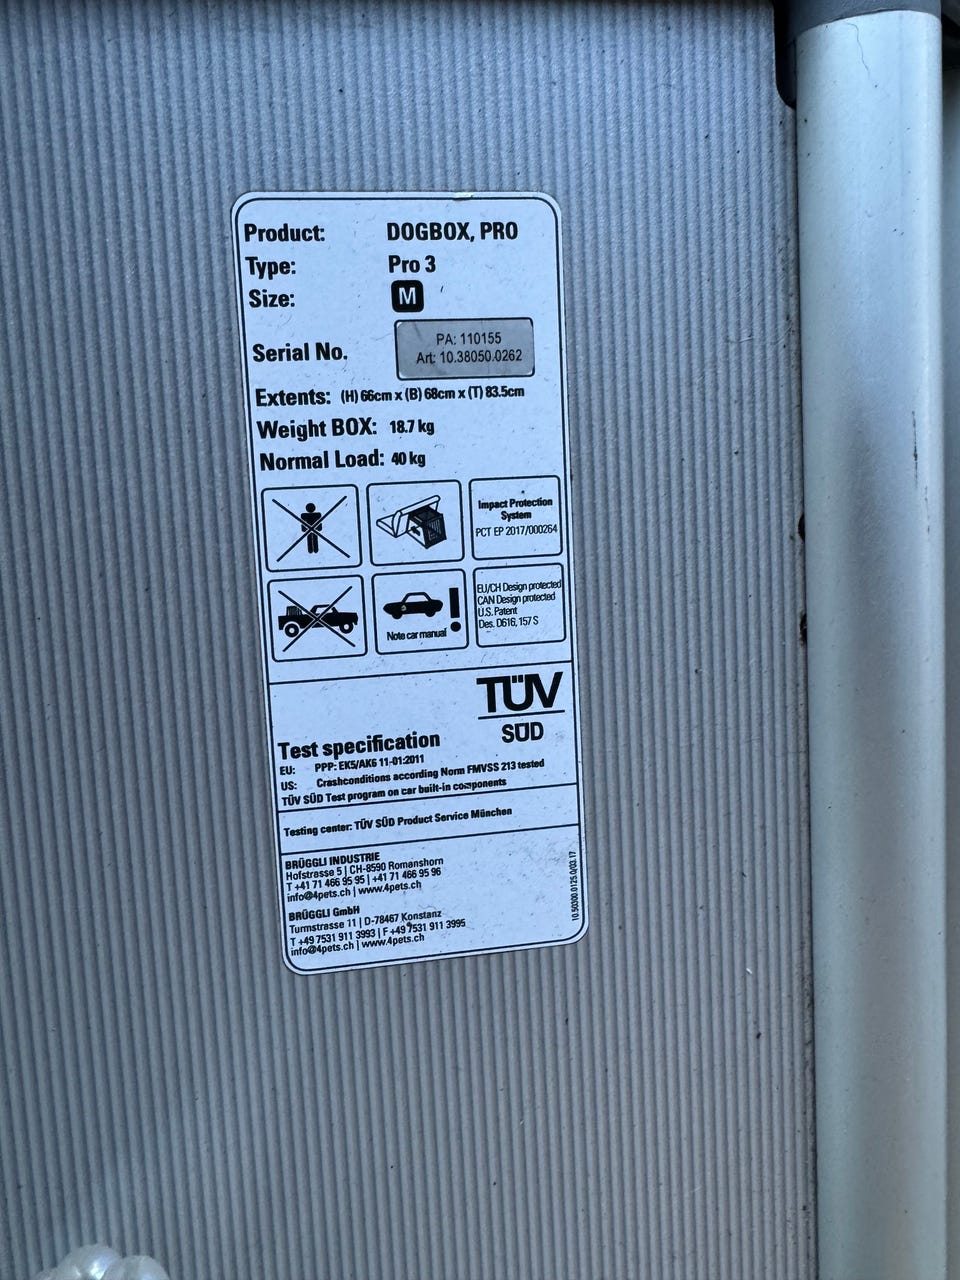 Product: DOGBOX, PRO
Type: Pro 3
Size: M
Serial No. PA: 110155
Art: 10.38050.0262
Extents: (H) 66cm x (B) 68cm x (T) 83.5cm
Weight BOX: 18.7 kg
Normal Load: 40 kg
Impact Protection
System
PCT EP 2017/000264
Note car manual !
EU/CH Design protected
CAN Design protected
U.S. Patent
Des. D616, 157 S
TÜV
SÜD
Test specification
EU: PPP: EK5/AK6 11-01:2011
US: Crashconditions according Norm FMVSS 213 tested
TÜV SÜD Test program on car built-in components
Testing center: TÜV SÜD Product Service München
BRÜGGLI INDUSTRIE
Hofstrasse 5 | CH-8590 Romanshorn
T +41 71 466 95 95 | +41 71 466 95 96
info@4pets.ch | www.4pets.ch
BRÜGGLI GmbH
Turmstrasse 11 | D-78467 Konstanz
T +49 7531 911 3993 | F +49 7531 911 3995
info@4pets.ch | www.4pets.ch
10.50300.0125.0/03.17